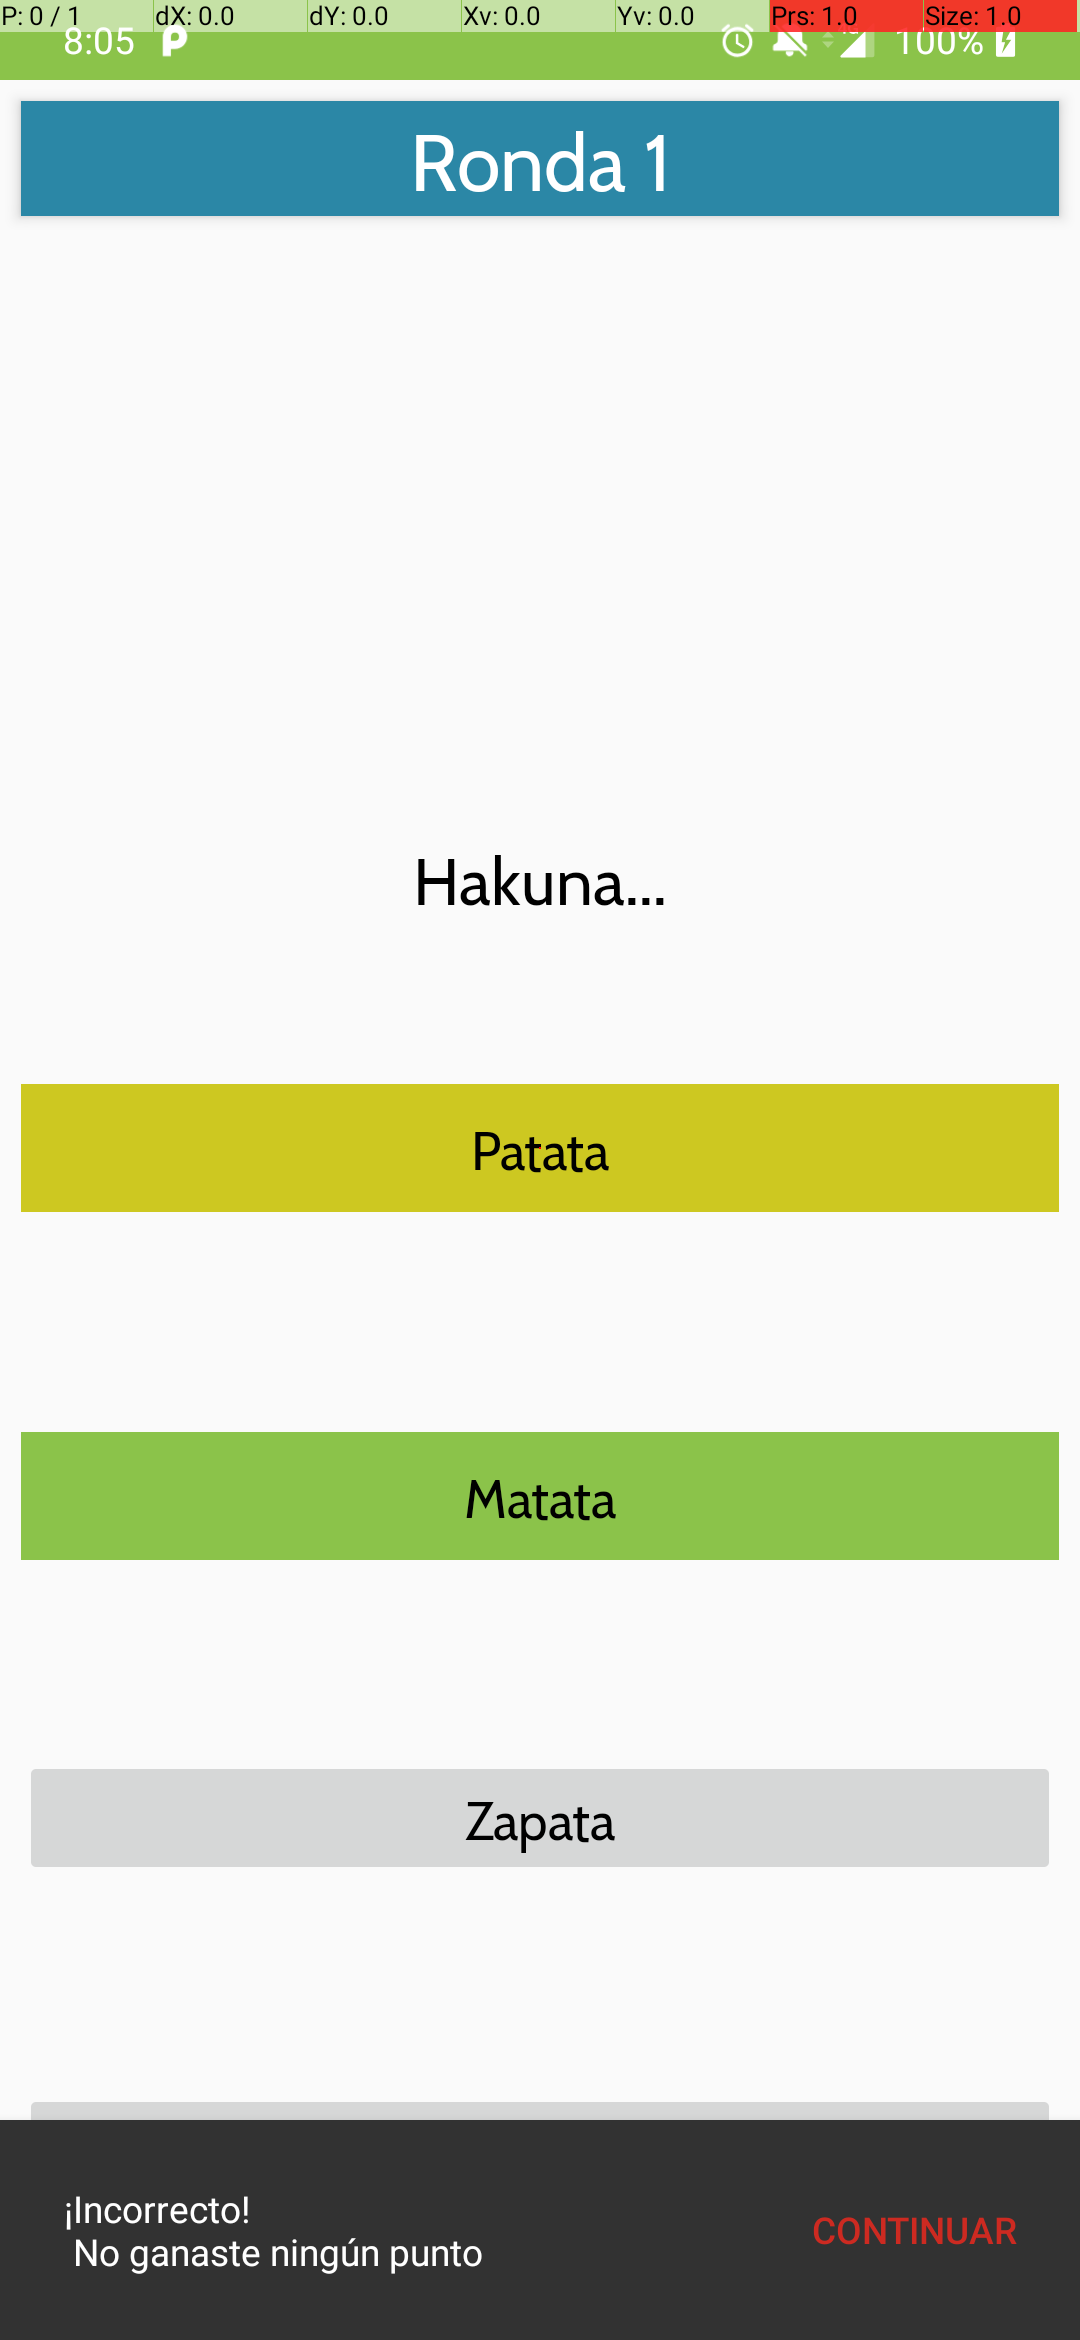 P: 0 / 1 dX: 0.0 dY: 0.0 Xv: 0.0 Yv: 0.0 Prs: 1.0 Size: 1.0
8:05 100%
Ronda 1
Hakuna...
Patata
Matata
Zapata
¡Incorrecto!
No ganaste ningún punto
CONTINUAR